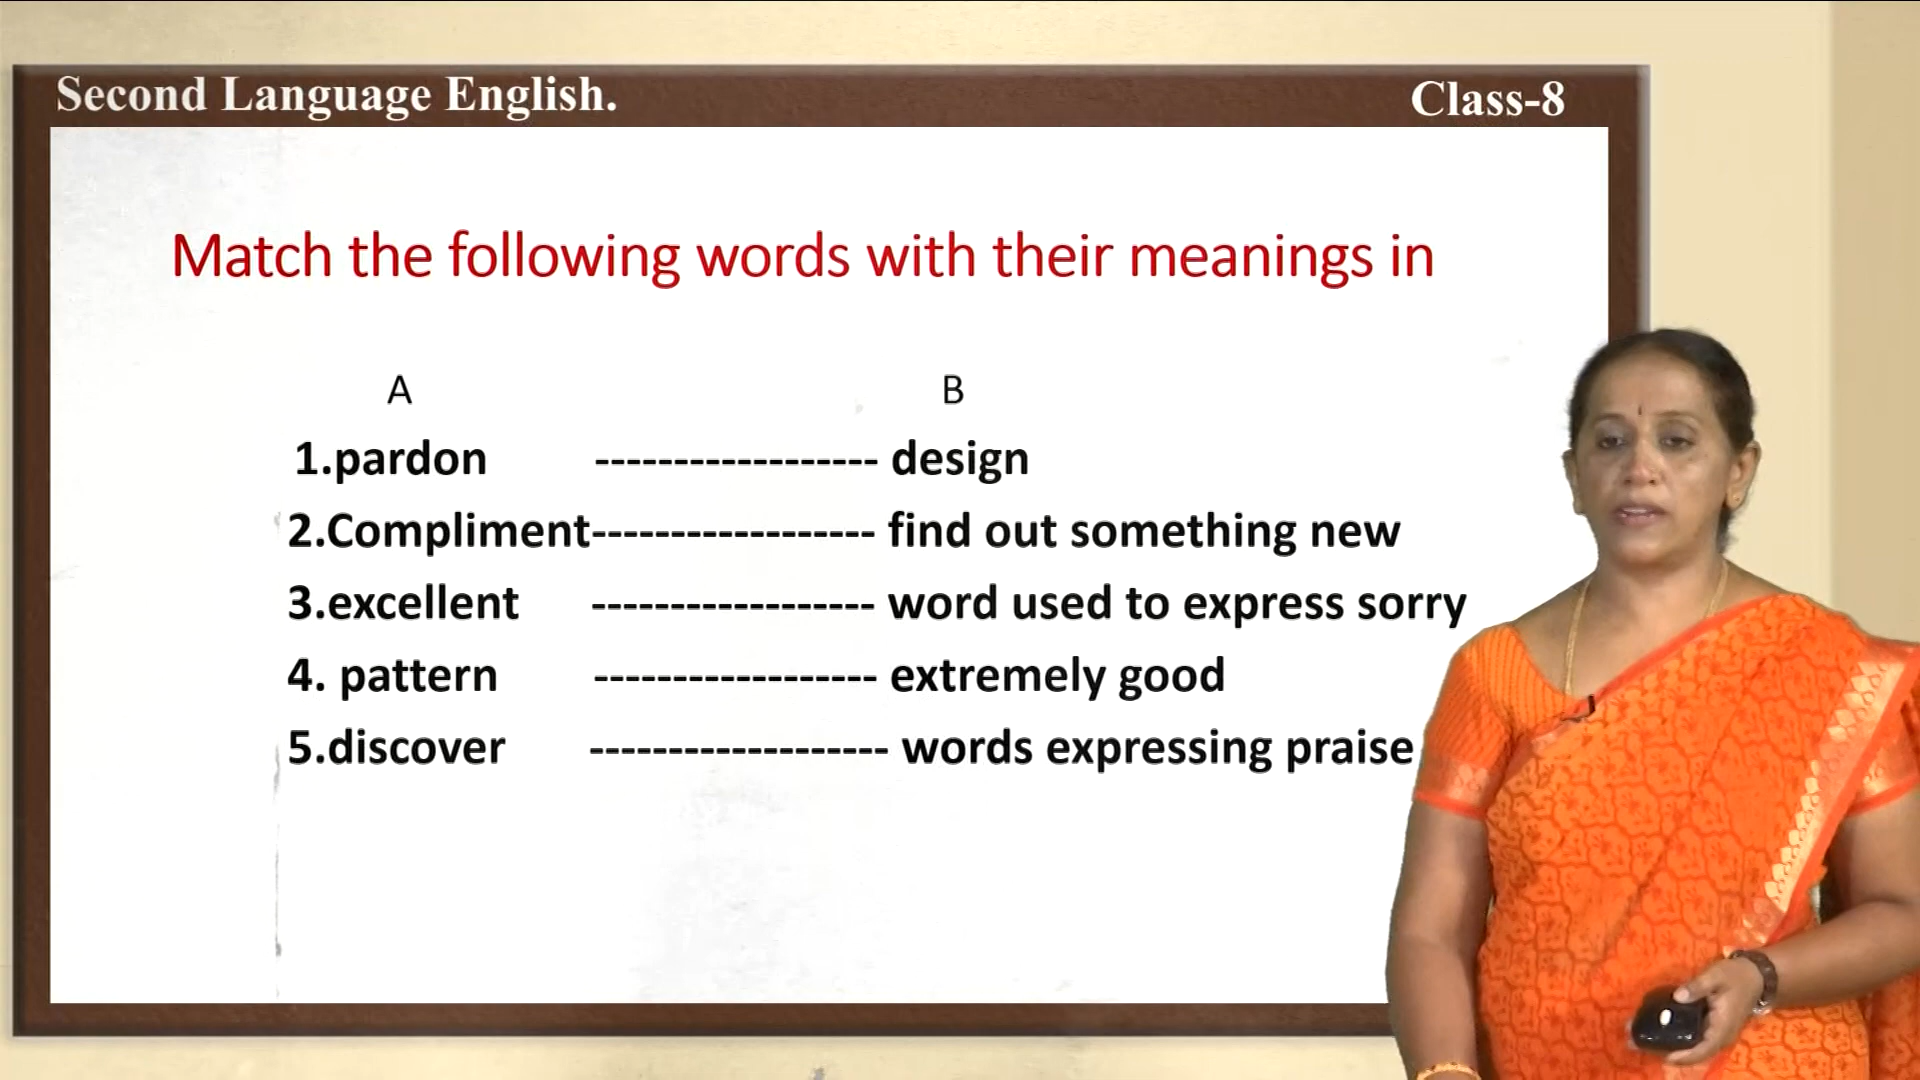 Second Language English.
Class-8
Match the following words with their meanings in
A B
1.pardon ------------------ design
2.Compliment------------------ find out something new
3.excellent ------------------ word used to express sorry
4. pattern ------------------ extremely good
5.discover ------------------- words expressing praise